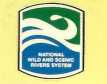 NATIONAL
WILD AND SCENIC
RIVERS SYSTEM